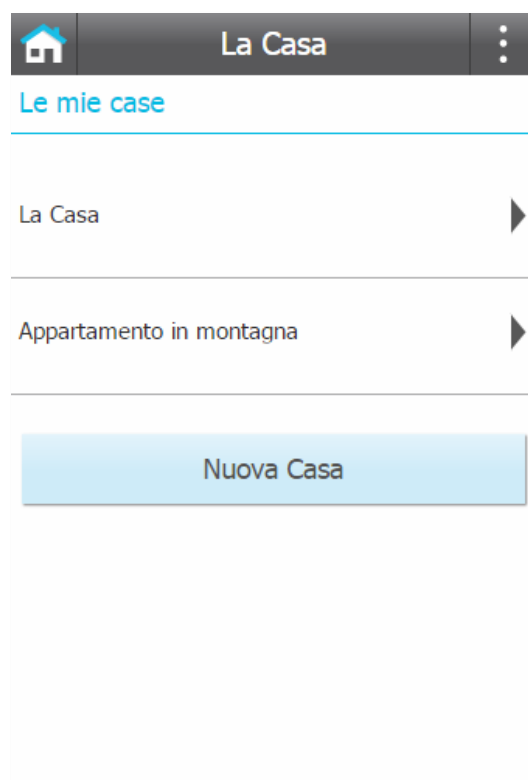 La Casa
Le mie case
La Casa
Appartamento in montagna
Nuova Casa